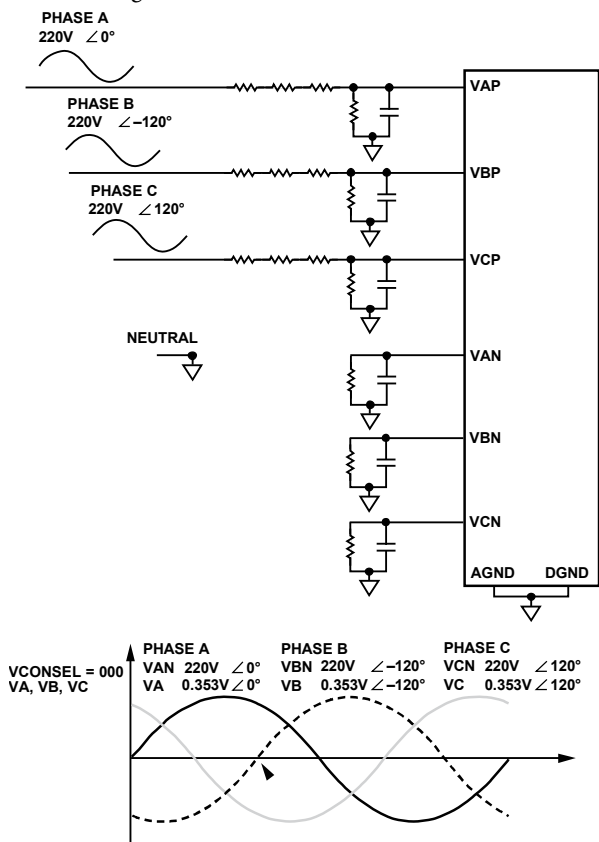 PHASE A
220V ∠0°
PHASE B
220V ∠–120°
PHASE C
220V ∠120°
NEUTRAL
VAP
VBP
VCP
VAN
VBN
VCN
AGND DGND
VCONSEL = 000
VA, VB, VC
PHASE A
VAN 220V ∠0°
VA 0.353V∠0°
PHASE B
VBN 220V ∠–120°
VB 0.353V∠–120°
PHASE C
VCN 220V ∠120°
VC 0.353V∠120°